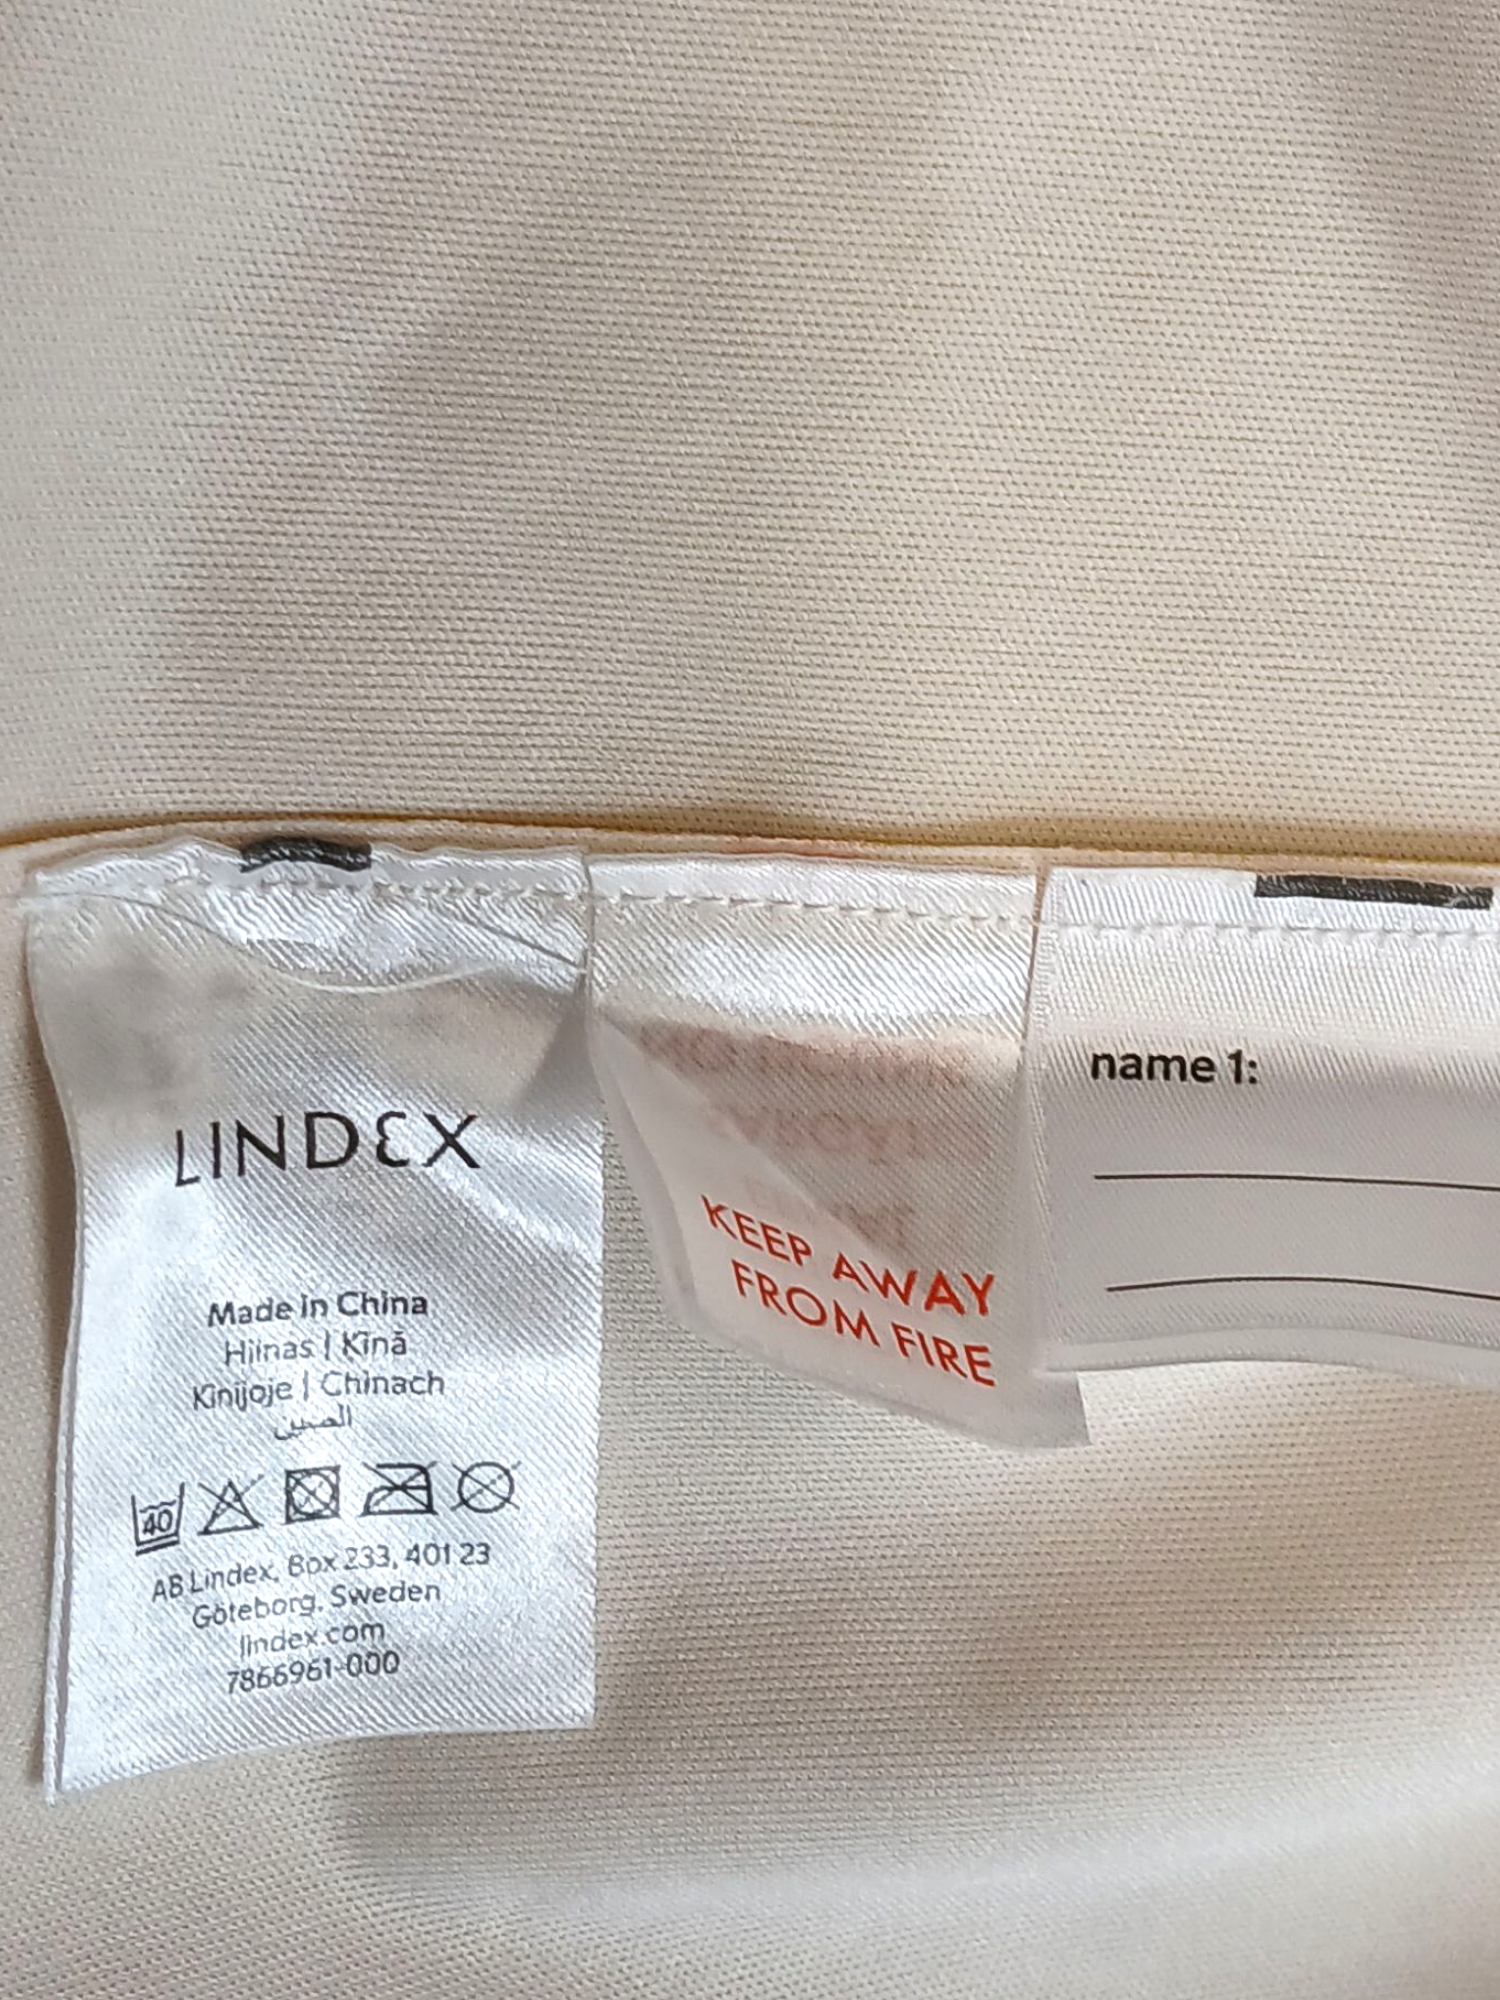 LINDEX
Made in China
Hiinas | Ķīnā
Kinijoje | Chinach
الصين
40
AB Lindex, Box 233, 401 23
Göteborg, Sweden
lindex.com
7866961-000
KEEP AWAY
FROM FIRE
name 1: